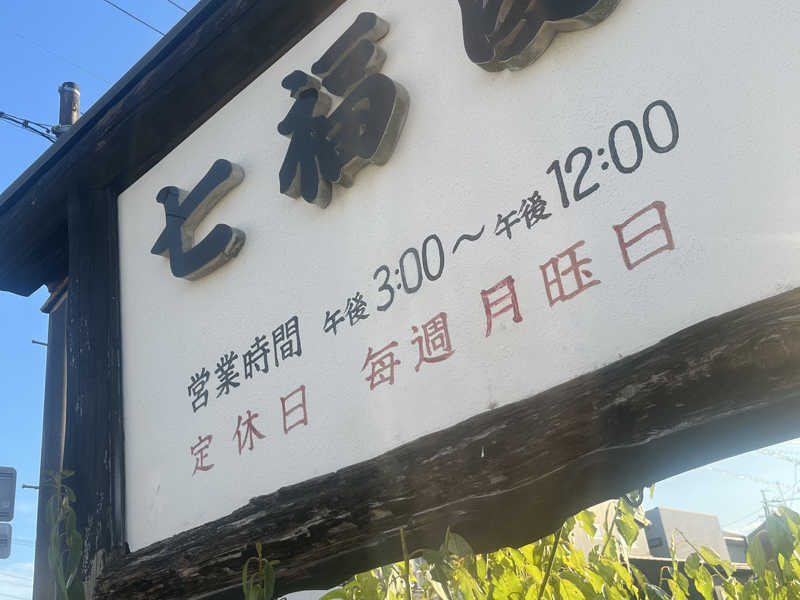 七福
営業時間 午後3:00〜午後12:00
定休日 毎週 月曜日